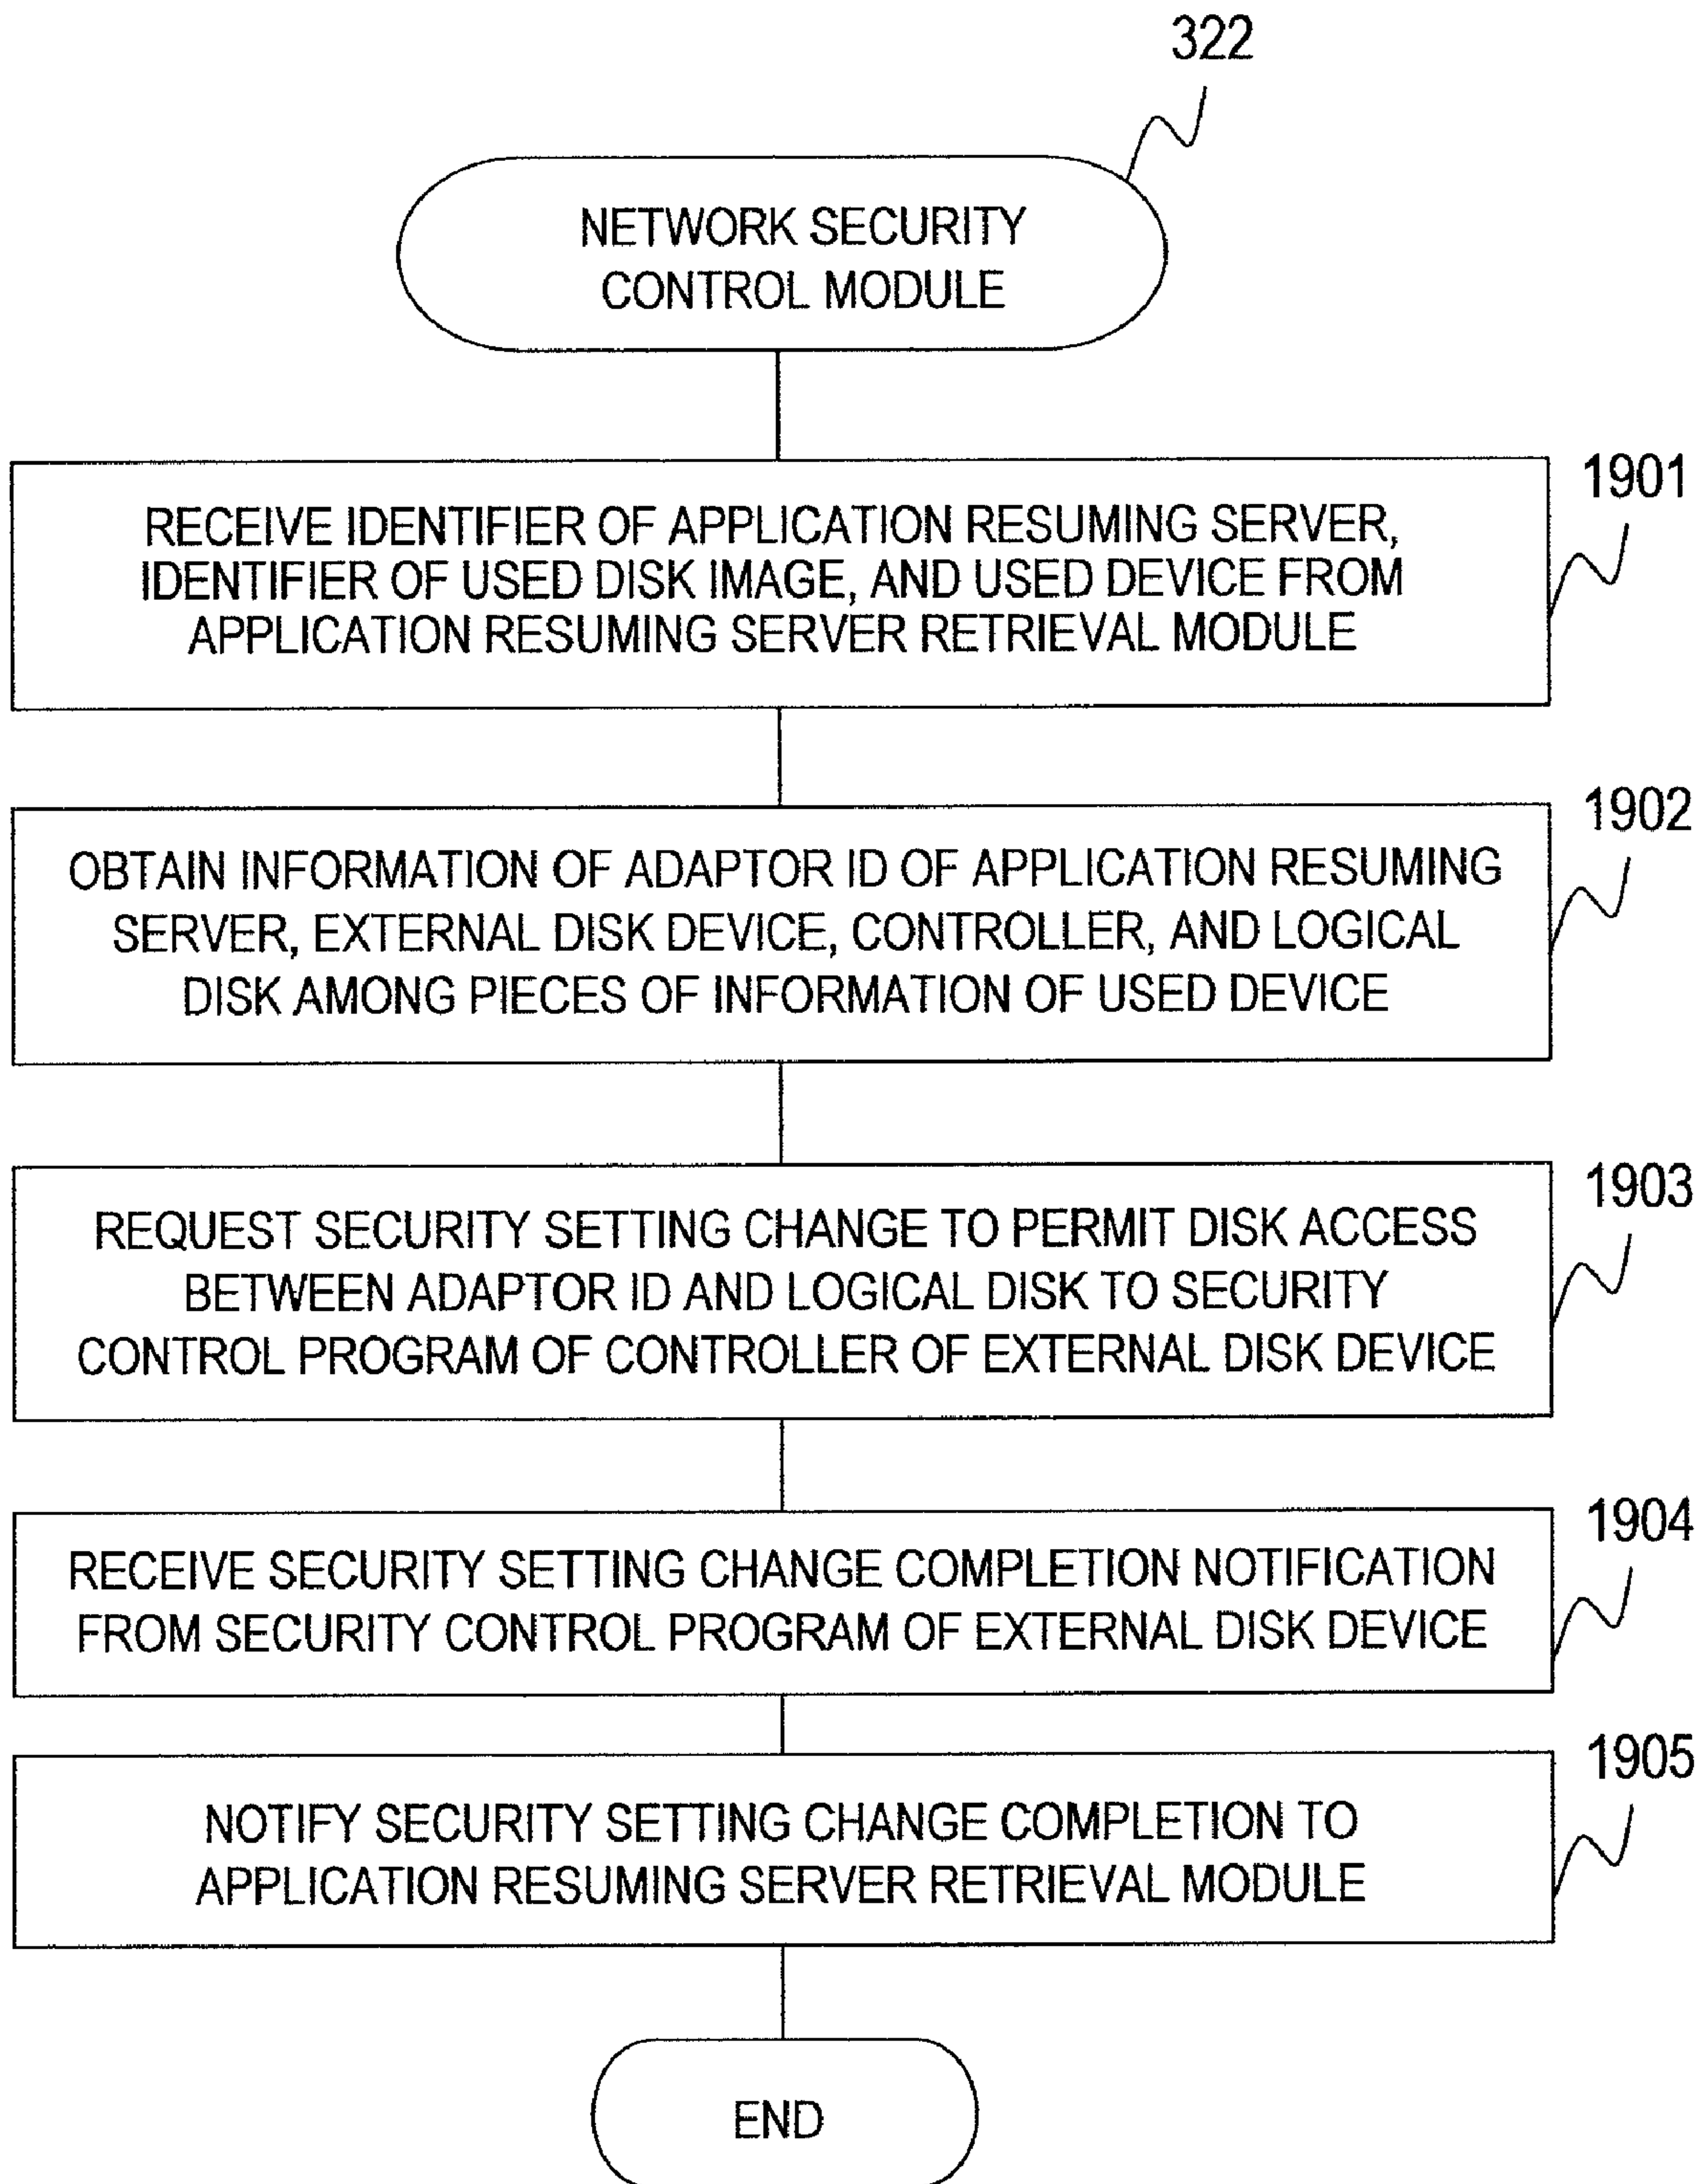 322
NETWORK SECURITY
CONTROL MODULE
1901
RECEIVE IDENTIFIER OF APPLICATION RESUMING SERVER,
IDENTIFIER OF USED DISK IMAGE, AND USED DEVICE FROM
APPLICATION RESUMING SERVER RETRIEVAL MODULE
1902
OBTAIN INFORMATION OF ADAPTOR ID OF APPLICATION RESUMING
SERVER, EXTERNAL DISK DEVICE, CONTROLLER, AND LOGICAL
DISK AMONG PIECES OF INFORMATION OF USED DEVICE
1903
REQUEST SECURITY SETTING CHANGE TO PERMIT DISK ACCESS
BETWEEN ADAPTOR ID AND LOGICAL DISK TO SECURITY
CONTROL PROGRAM OF CONTROLLER OF EXTERNAL DISK DEVICE
1904
RECEIVE SECURITY SETTING CHANGE COMPLETION NOTIFICATION
FROM SECURITY CONTROL PROGRAM OF EXTERNAL DISK DEVICE
1905
NOTIFY SECURITY SETTING CHANGE COMPLETION TO
APPLICATION RESUMING SERVER RETRIEVAL MODULE
END